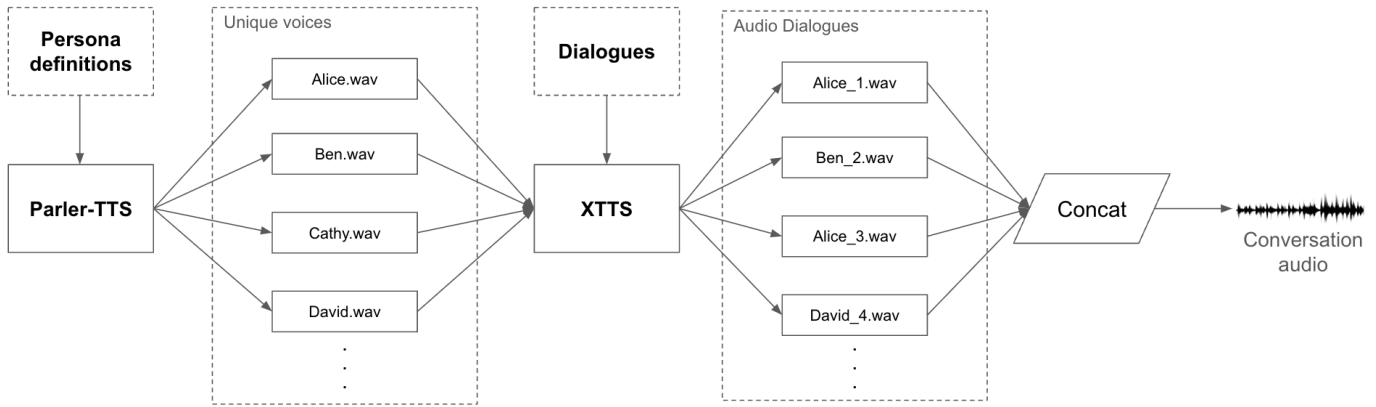 Persona
definitions
Parler-TTS
Unique voices
Alice.wav
Ben.wav
Cathy.wav
David.wav
Dialogues
XTTS
Audio Dialogues
Alice_1.wav
Ben_2.wav
Alice_3.wav
David_4.wav
Concat
Conversation
audio